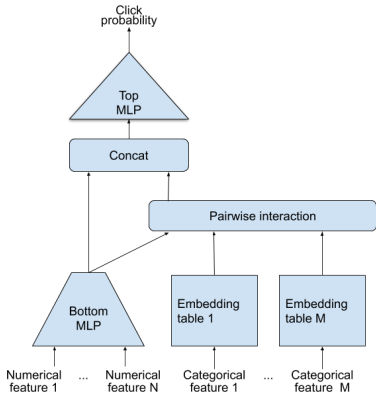 Click
probability
Top
MLP
Concat
Pairwise interaction
Bottom
MLP
Embedding
table 1
Embedding
table M
Numerical
feature 1
...
Numerical
feature N
Categorical
feature 1
...
Categorical
feature M